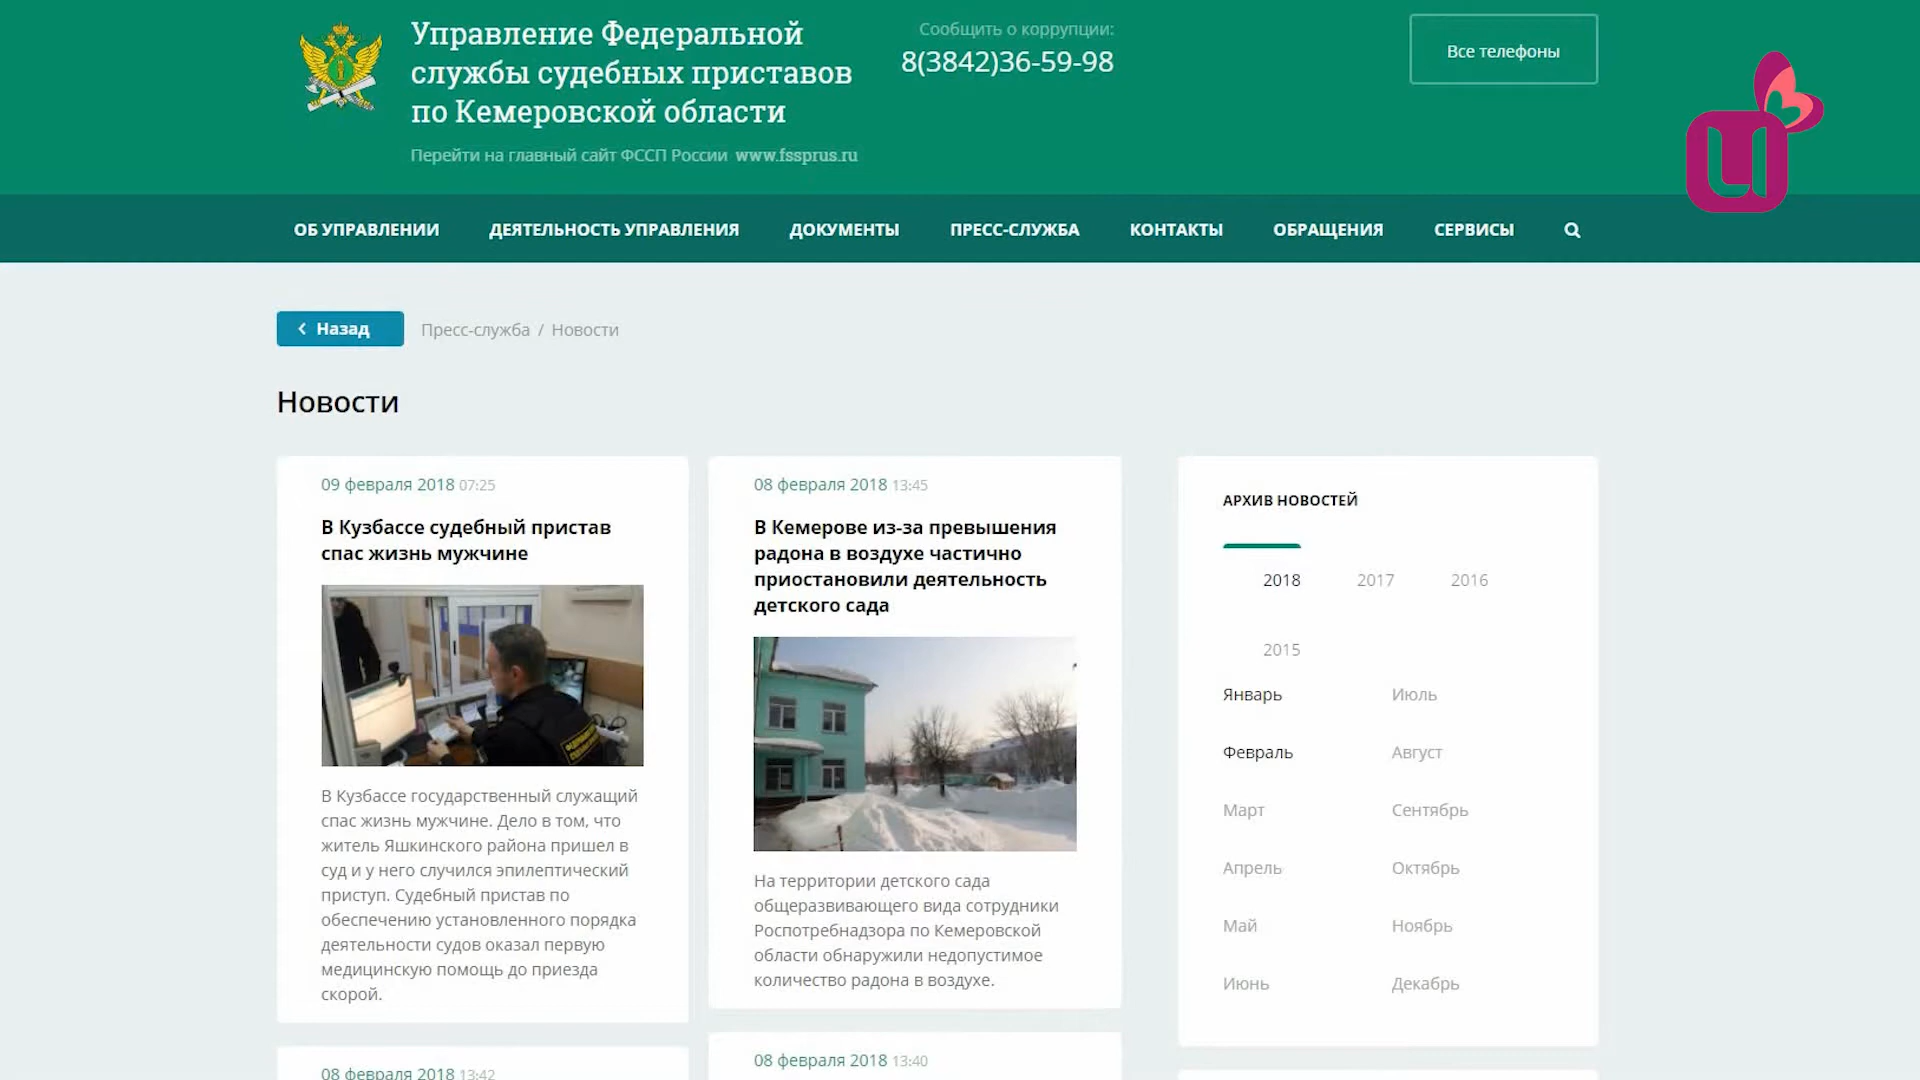 Управление Федеральной
службы судебных приставов
по Кемеровской области
Перейти на главный сайт ФССП России www.fssprus.ru
Сообщить о коррупции:
8(3842)36-59-98
Все телефоны
ОБ УПРАВЛЕНИИ ДЕЯТЕЛЬНОСТЬ УПРАВЛЕНИЯ ДОКУМЕНТЫ ПРЕСС-СЛУЖБА КОНТАКТЫ ОБРАЩЕНИЯ СЕРВИСЫ
Назад Пресс-служба / Новости
Новости
09 февраля 2018 07:25
В Кузбассе судебный пристав
спас жизнь мужчине
В Кузбассе государственный служащий
спас жизнь мужчине. Дело в том, что
житель Яшкинского района пришел в
суд и у него случился эпилептический
приступ. Судебный пристав по
обеспечению установленного порядка
деятельности судов оказал первую
медицинскую помощь до приезда
скорой.
08 февраля 2018 13:42
08 февраля 2018 13:45
В Кемерове из-за превышения
радона в воздухе частично
приостановили деятельность
детского сада
На территории детского сада
общеразвивающего вида сотрудники
Роспотребнадзора по Кемеровской
области обнаружили недопустимое
количество радона в воздухе.
08 февраля 2018 13:40
АРХИВ НОВОСТЕЙ
2018 2017 2016
2015
Январь Июль
Февраль Август
Март Сентябрь
Апрель Октябрь
Май Ноябрь
Июнь Декабрь